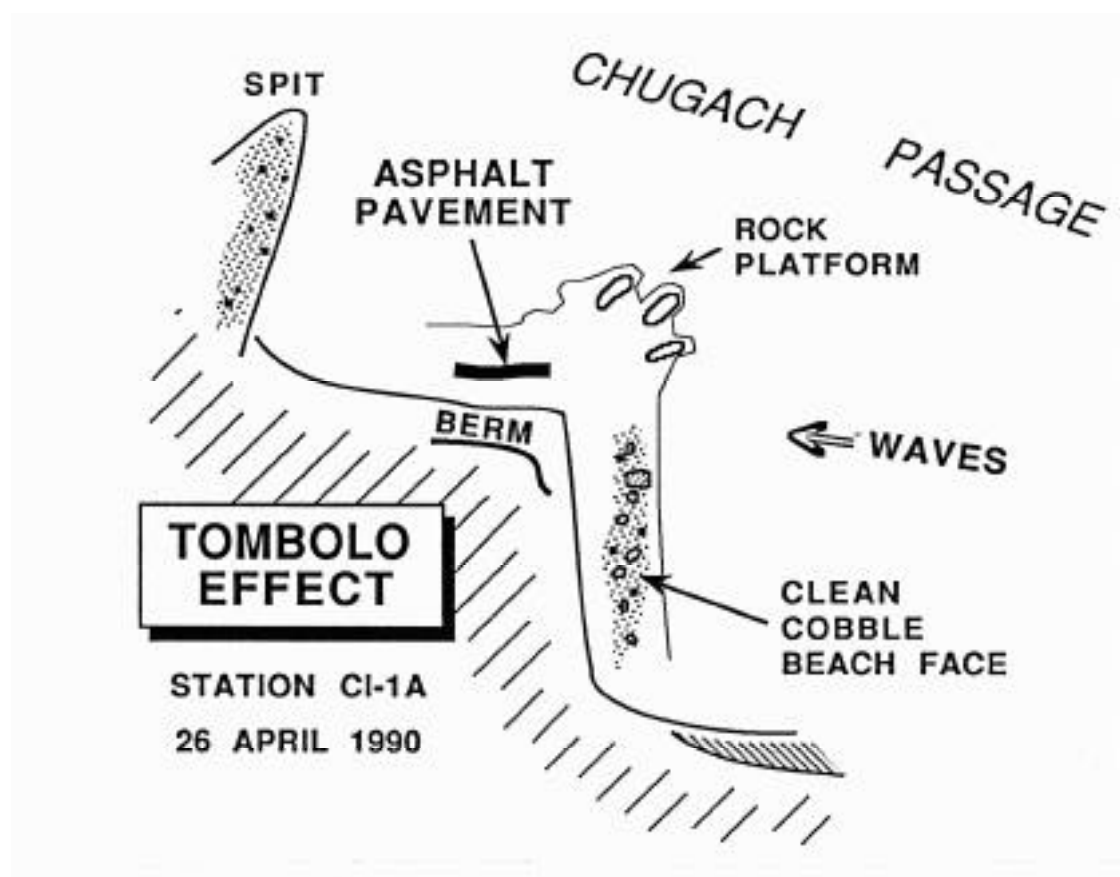 SPIT
CHUGACH PASSAGE
ASPHALT
PAVEMENT
ROCK
PLATFORM
BERM
WAVES
TOMBOLO
EFFECT
CLEAN
COBBLE
BEACH FACE
STATION CI-1A
26 APRIL 1990